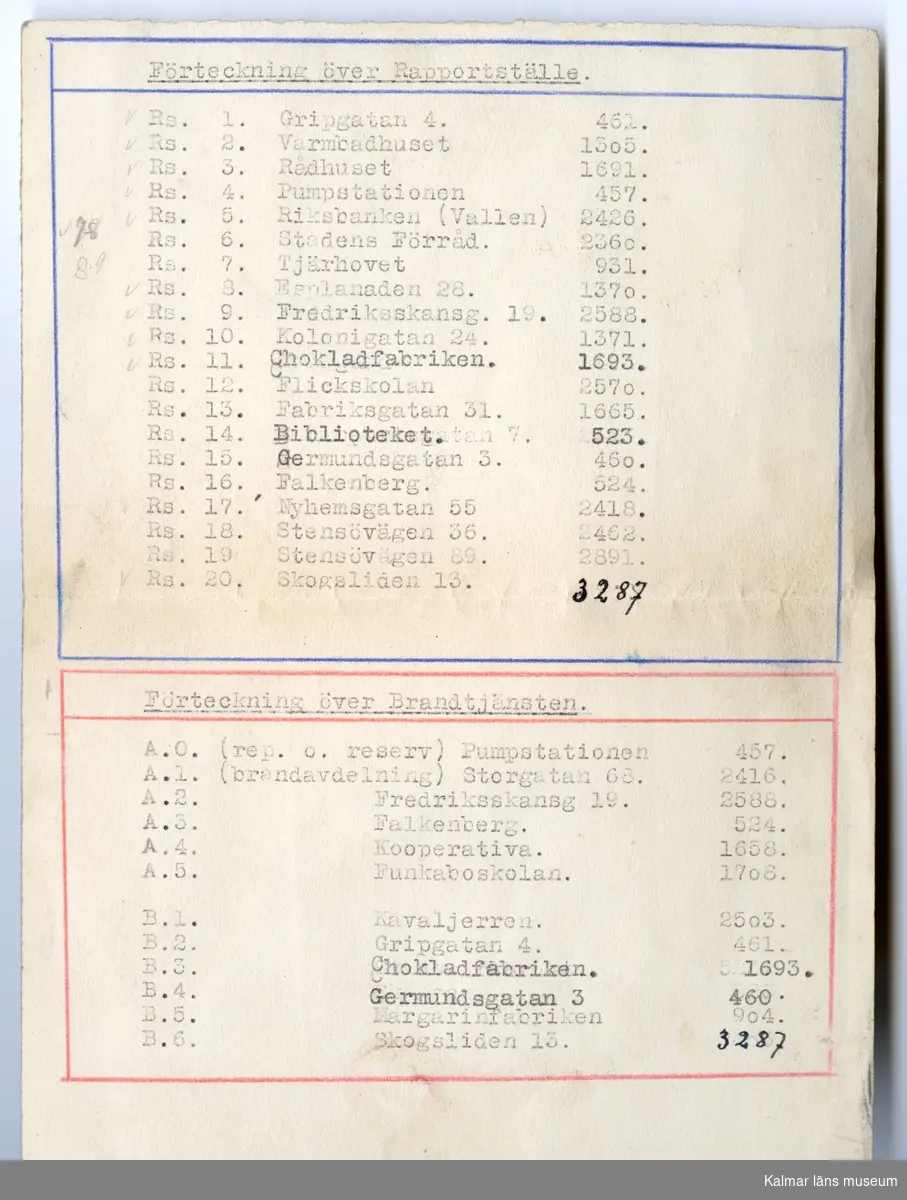 Förteckning över Rapportställe.
Rs. 1. Gripgatan 4. 461.
Rs. 2. Varmbadhuset 13o5.
Rs. 3. Rådhuset 1691.
Rs. 4. Pumpstationen 457.
Rs. 5. Riksbanken (Vallen) 2426.
Rs. 6. Stadens Förråd. 236o.
Rs. 7. Tjärhovet 931.
Rs. 8. Esplanaden 28. 137o.
Rs. 9. Fredriksskansg. 19. 2588.
Rs. 10. Kolonigatan 24. 1371.
Rs. 11. Chokladfabriken. 1693.
Rs. 12. Flickskolan 257o.
Rs. 13. Fabriksgatan 31. 1665.
Rs. 14. Biblioteket. 7. 523.
Rs. 15. Germundsgatan 3. 46o.
Rs. 16. Falkenberg. 524.
Rs. 17. Nyhemsgatan 55 2418.
Rs. 18. Stensövägen 36. 2462.
Rs. 19 Stensövägen 89. 2891.
Rs. 20. Skogsliden 13. 3287
Förteckning över Brandtjänsten.
A.O. (rep. o. reserv) Pumpstationen 457.
A.1. (brandavdelning) Storgatan 68. 2416.
A.2. Fredriksskansg 19. 2588.
A.3. Falkenberg. 524.
A.4. Kooperativa. 1658.
A.5. Funkaboskolan. 17o8.
B.1. Kavaljerren. 25o3.
B.2. Gripgatan 4. 461.
B.3. Chokladfabriken. 1693.
B.4. Germundsgatan 3 460.
B.5. Margarinfabriken 9o4.
B.6. Skogsliden 13. 3287
Kalmar läns museum